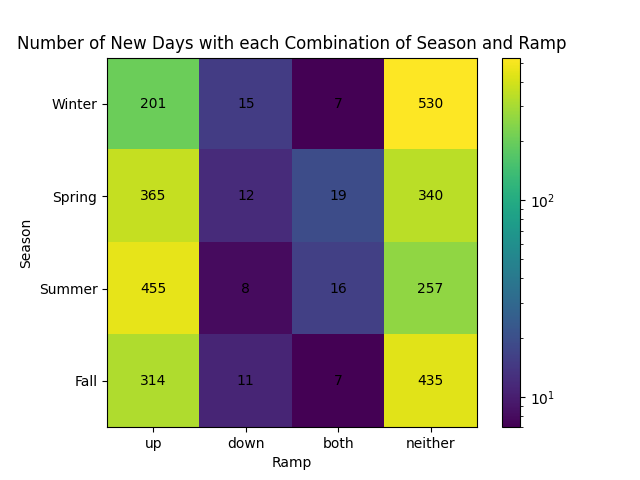 Number of New Days with each Combination of Season and Ramp
Winter 201 15 7 530
Spring 365 12 19 340
Summer 455 8 16 257
Fall 314 11 7 435
up down both neither
Ramp
Season
10²
10¹